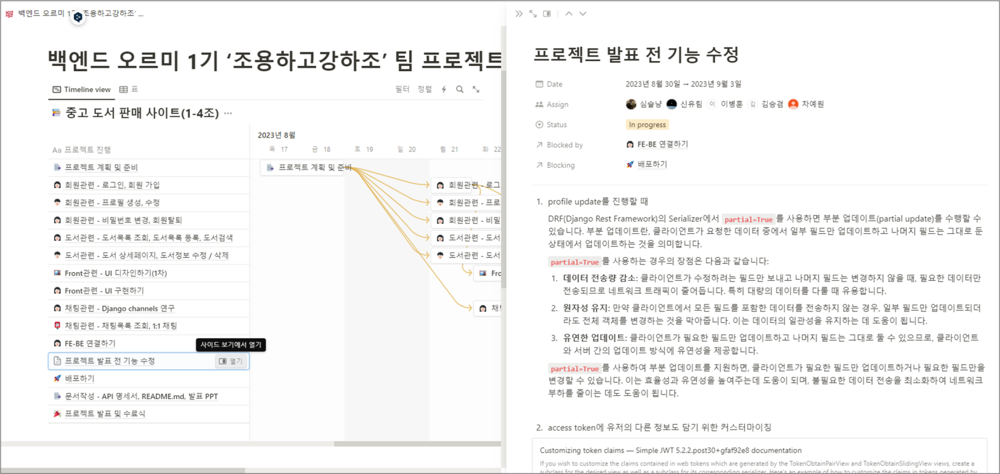 백엔드 오르미 1기 '조용하고강하조' ...
백엔드 오르미 1기 ‘조용하고강하조’ 팀 프로젝트
Timeline view
표
필터 정렬
중고 도서 판매 사이트(1-4조) ...
2023년 8월
Aa 프로젝트 진행
목 17 금 18 토 19 일 20 월 21 화 22
프로젝트 계획 및 준비
회원관련 - 로그인, 회원 가입
회원관련 - 프로필 생성, 수정
회원관련 - 비밀번호 변경, 회원탈퇴
도서관련 - 도서목록 조회, 도서목록 등록, 도서검색
도서관련 - 도서 상세페이지, 도서정보 수정 / 삭제
Front관련 - UI 디자인하기(1차)
Front관련 - UI 구현하기
채팅관련 - Django channels 연구
채팅관련 - 채팅목록 조회, 1:1 채팅
FE-BE 연결하기
사이드 보기에서 열기
프로젝트 발표 전 기능 수정
열기
배포하기
문서작성 - API 명세서, README.md, 발표 PPT
프로젝트 발표 및 수료식
프로젝트 계획 및 준비
회원관련 - 로그
회원관련 - 프로
회원관련 - 비밀
도서관련 - 도서
도서관련 - 도서
Fro
채팅
프로젝트 발표 전 기능 수정
Date 2023년 8월 30일 → 2023년 9월 3일
Assign 심슬냥 신유림 이 이병훈 김 김승겸 차예원
Status In progress
Blocked by FE-BE 연결하기
Blocking 배포하기
1. profile update를 진행할 때
DRF(Django Rest Framework)의 Serializer에서 partial=True 를 사용하면 부분 업데이트(partial update)를 수행할 수
있습니다. 부분 업데이트란, 클라이언트가 요청한 데이터 중에서 일부 필드만 업데이트하고 나머지 필드는 그대로 둔
상태에서 업데이트하는 것을 의미합니다.
partial=True 를 사용하는 경우의 장점은 다음과 같습니다:
1. 데이터 전송량 감소: 클라이언트가 수정하려는 필드만 보내고 나머지 필드는 변경하지 않을 때, 필요한 데이터만
전송되므로 네트워크 트래픽이 줄어듭니다. 특히 대량의 데이터를 다룰 때 유용합니다.
2. 원자성 유지: 만약 클라이언트에서 모든 필드를 포함한 데이터를 전송하지 않는 경우, 일부 필드만 업데이트되더
라도 전체 객체를 변경하는 것을 막아줍니다. 이는 데이터의 일관성을 유지하는 데 도움이 됩니다.
3. 유연한 업데이트: 클라이언트가 필요한 필드만 업데이트하고 나머지 필드는 그대로 둘 수 있으므로, 클라이언트
와 서버 간의 업데이트 방식에 유연성을 제공합니다.
partial=True 를 사용하여 부분 업데이트를 지원하면, 클라이언트가 필요한 필드만 업데이트하거나 필요한 필드만을
변경할 수 있습니다. 이는 효율성과 유연성을 높여주는데 도움이 되며, 불필요한 데이터 전송을 최소화하여 네트워크
부하를 줄이는 데도 도움이 됩니다.
2. access token에 유저의 다른 정보도 담기 위한 커스터마이징
Customizing token claims — Simple JWT 5.2.2.post30+gfaf92e8 documentation
If you wish to customize the claims contained in web tokens which are generated by the TokenObtainPairView and TokenObtainSlidingView views, create a
subclass for the desired view as well as a subclass for its corresponding serializer. Here's an example of how to customize the claims in tokens generated by